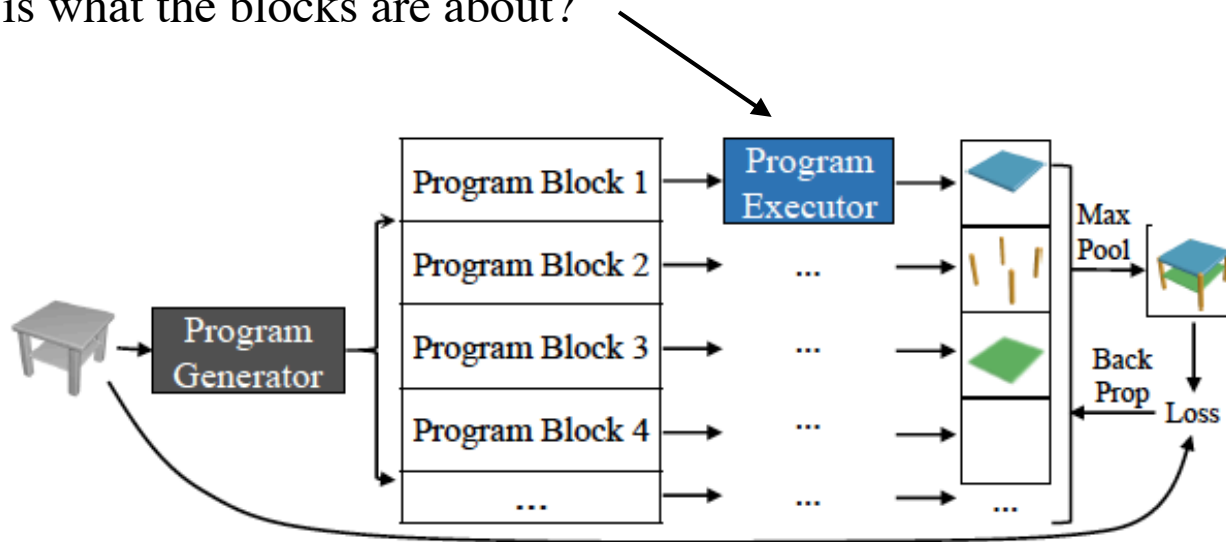 is what the blocks are about?
Program Block 1
Program
Executor
Max
Pool
Program Block 2
...
Program
Generator
Program Block 3
...
Back
Prop
Loss
Program Block 4
...
...
...
...